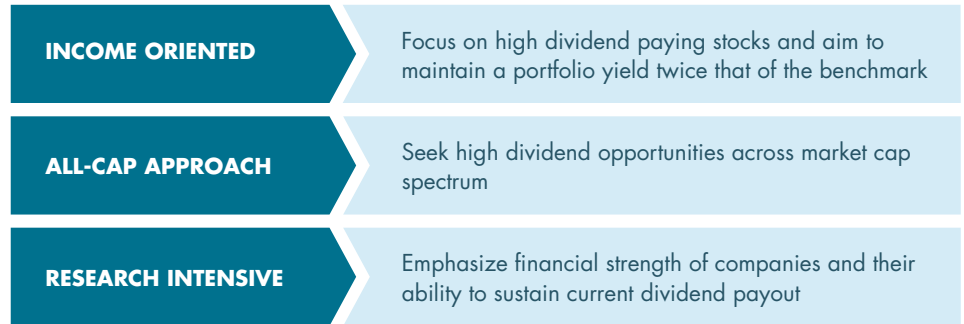 INCOME ORIENTED
Focus on high dividend paying stocks and aim to
maintain a portfolio yield twice that of the benchmark
ALL-CAP APPROACH
Seek high dividend opportunities across market cap
spectrum
RESEARCH INTENSIVE
Emphasize financial strength of companies and their
ability to sustain current dividend payout